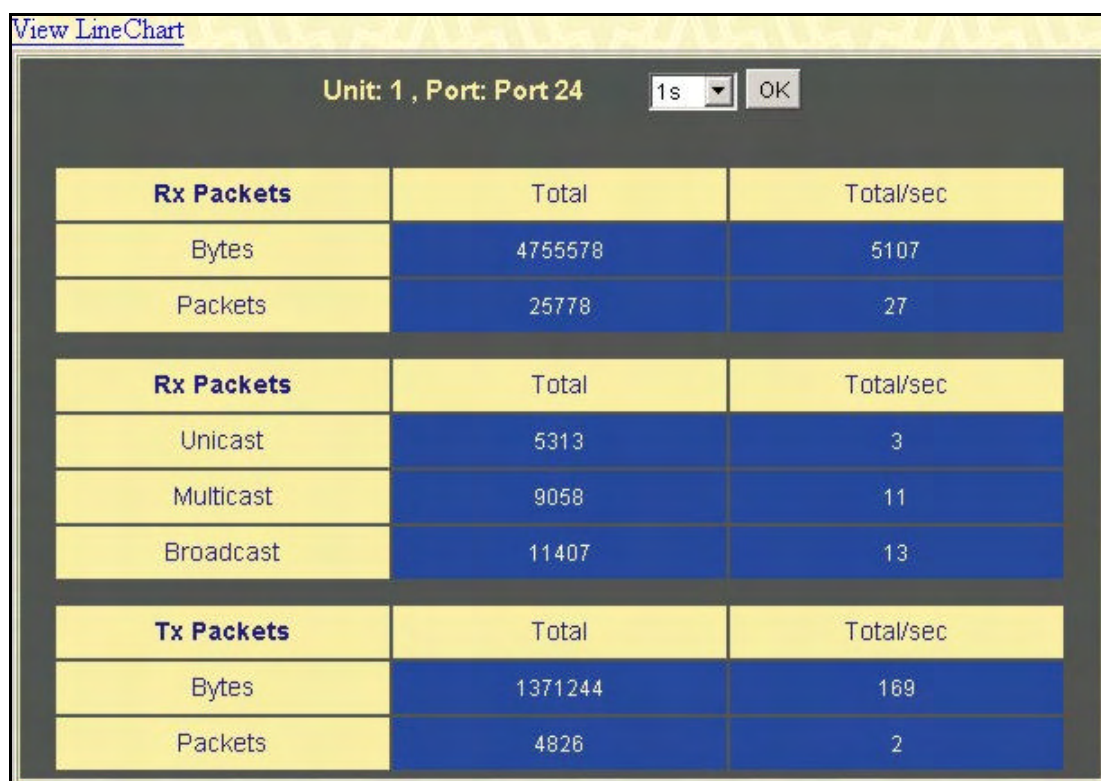 View LineChart
Unit: 1 , Port: Port 24 1s OK
Rx Packets Total Total/sec
Bytes 4755578 5107
Packets 25778 27
Rx Packets Total Total/sec
Unicast 5313 3
Multicast 9058 11
Broadcast 11407 13
Tx Packets Total Total/sec
Bytes 1371244 169
Packets 4826 2